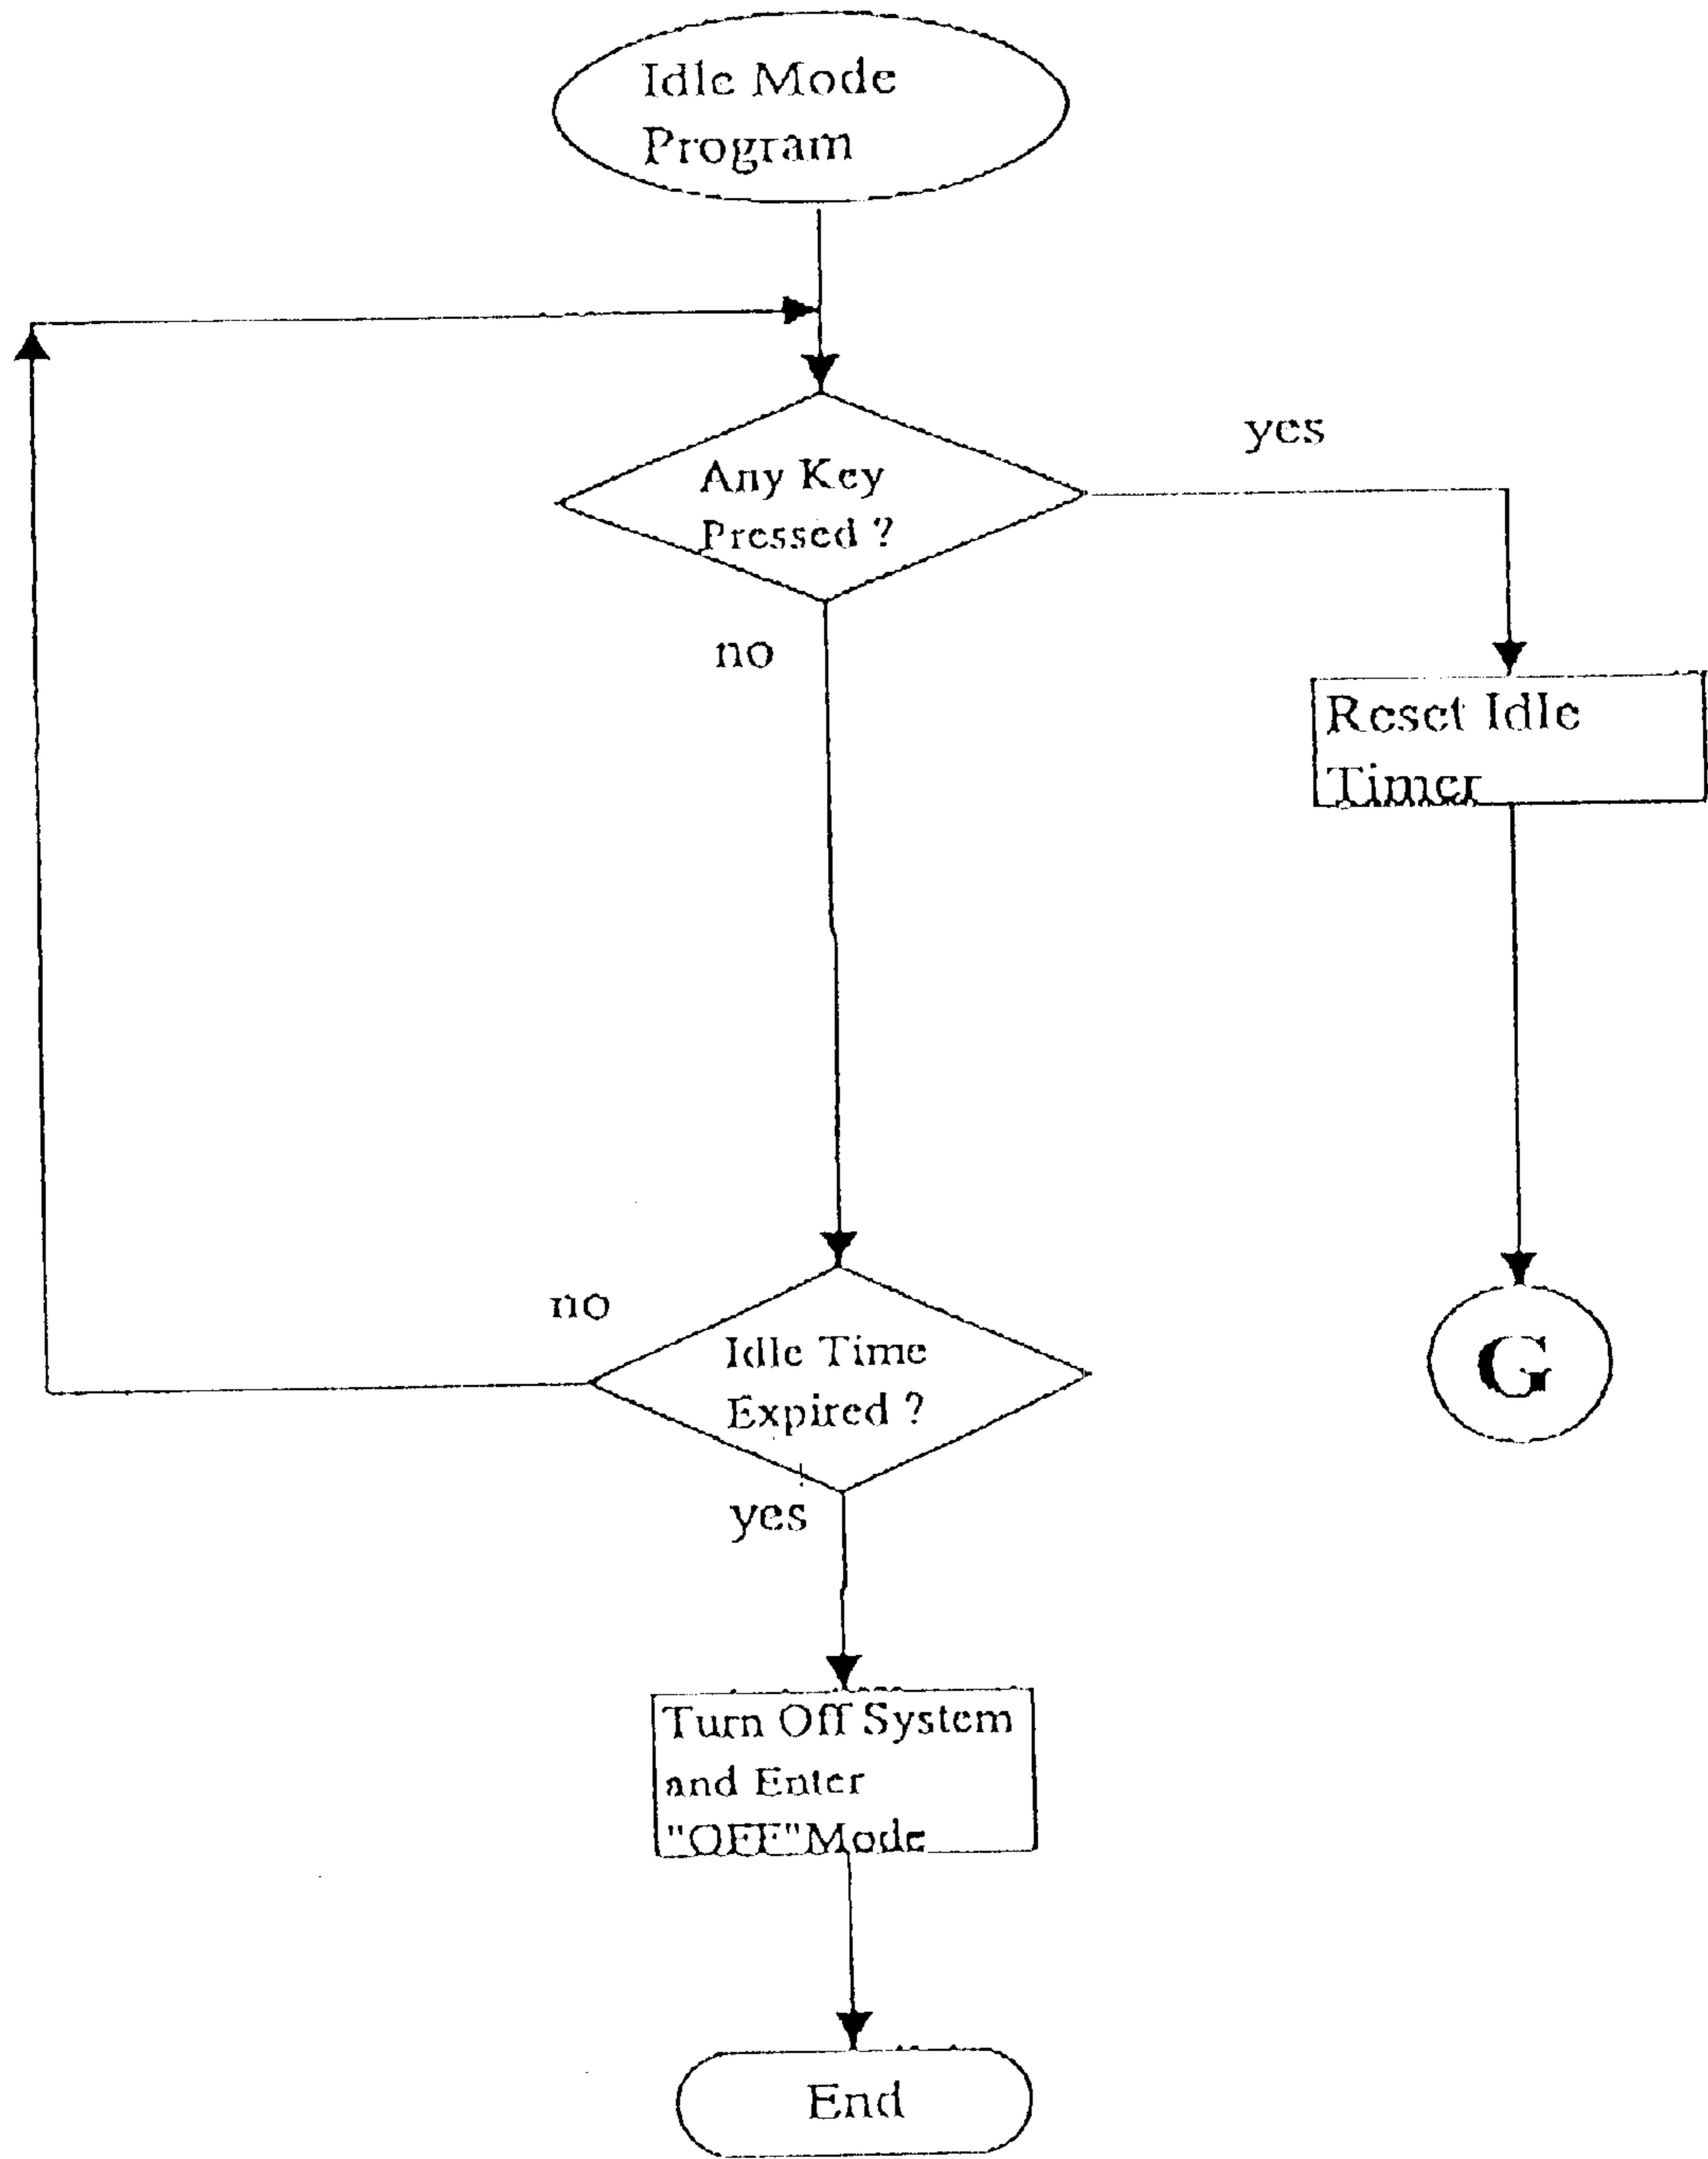 Idle Mode
Program
yes
Any Key
Pressed ?
no
Reset Idle
Timer
no
Idle Time
Expired ?
G
yes
Turn Off System
and Enter
"OFF"Mode
End